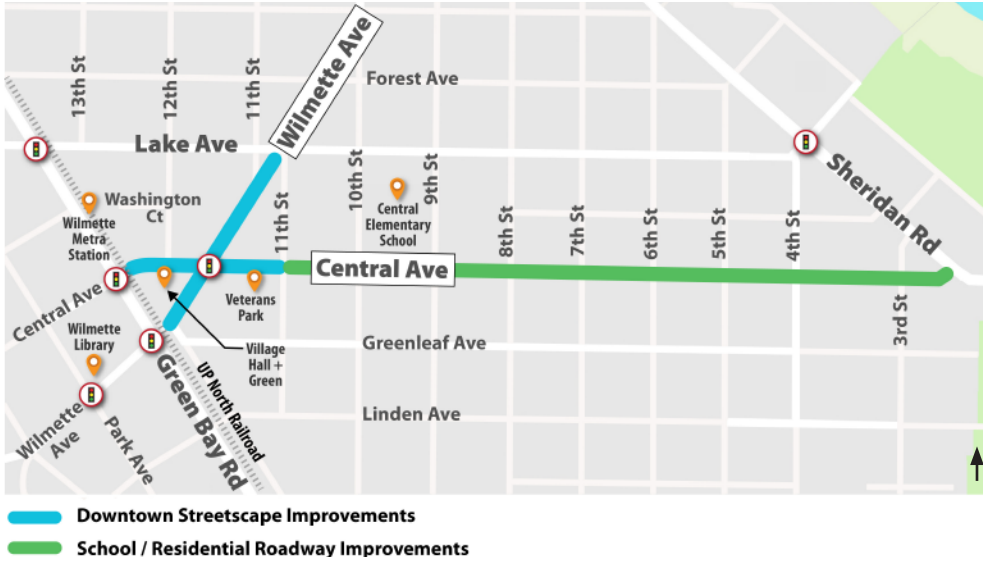 Wilmette Ave
Forest Ave
13th St
12th St
11th St
Lake Ave
Sheridan Rd
10th St
9th St
Washington
Ct
Central
Elementary
School
Wilmette
Metra
Station
11th St
8th St
7th St
6th St
5th St
4th St
Central Ave
Central Ave
Veterans
Park
3rd St
Wilmette
Library
Village
Hall +
Green
Greenleaf Ave
UP North Railroad
Green Bay Rd
Linden Ave
Wilmette
Ave
Park Ave
Downtown Streetscape Improvements
School / Residential Roadway Improvements